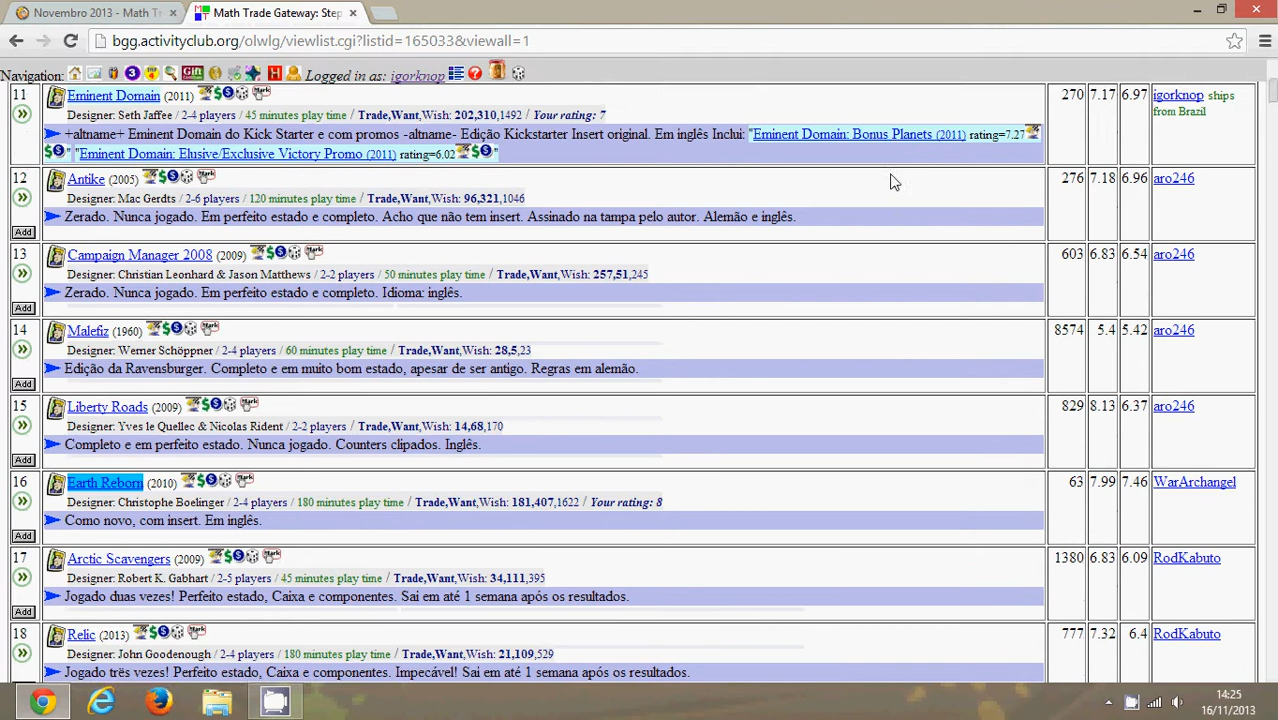 Novembro 2013 - Math Tr
Math Trade Gateway: Step
bgg.activityclub.org/olwlg/viewlist.cgi?listid=165033&viewall=1
Navigation: Logged in as: igorknop
11 Eminent Domain (2011) 270 7.17 6.97 igorknop ships from Brazil
Designer: Seth Jaffee / 2-4 players / 45 minutes play time / Trade,Want,Wish: 202,310,1492 / Your rating: 7
+altname+ Eminent Domain do Kick Starter e com promos -altname- Edição Kickstarter Insert original. Em inglês Inclui: "Eminent Domain: Bonus Planets (2011) rating=7.27
" "Eminent Domain: Elusive/Exclusive Victory Promo (2011) rating=6.02 "
12 Antike (2005) 276 7.18 6.96 aro246
Designer: Mac Gerdts / 2-6 players / 120 minutes play time / Trade,Want,Wish: 96,321,1046
Add Zerado. Nunca jogado. Em perfeito estado e completo. Acho que não tem insert. Assinado na tampa pelo autor. Alemão e inglês.
13 Campaign Manager 2008 (2009) 603 6.83 6.54 aro246
Designer: Christian Leonhard & Jason Matthews / 2-2 players / 50 minutes play time / Trade,Want,Wish: 257,51,245
Add Zerado. Nunca jogado. Em perfeito estado e completo. Idioma: inglês.
14 Malefiz (1960) 8574 5.4 5.42 aro246
Designer: Werner Schöppner / 2-4 players / 60 minutes play time / Trade,Want,Wish: 28,5,23
Add Edição da Ravensburger. Completo e em muito bom estado, apesar de ser antigo. Regras em alemão.
15 Liberty Roads (2009) 829 8.13 6.37 aro246
Designer: Yves le Quellec & Nicolas Rident / 2-2 players / Trade,Want,Wish: 14,68,170
Add Completo e em perfeito estado. Nunca jogado. Counters clipados. Inglês.
16 Earth Reborn (2010) 63 7.99 7.46 WarArchangel
Designer: Christophe Boelinger / 2-4 players / 180 minutes play time / Trade,Want,Wish: 181,407,1622 / Your rating: 8
Add Como novo, com insert. Em inglês.
17 Arctic Scavengers (2009) 1380 6.83 6.09 RodKabuto
Designer: Robert K. Gabhart / 2-5 players / 45 minutes play time / Trade,Want,Wish: 34,111,395
Add Jogado duas vezes! Perfeito estado, Caixa e componentes. Sai em até 1 semana após os resultados.
18 Relic (2013) 777 7.32 6.4 RodKabuto
Designer: John Goodenough / 2-4 players / 180 minutes play time / Trade,Want,Wish: 21,109,529
Jogado três vezes! Perfeito estado, Caixa e componentes. Impecável! Sai em até 1 semana após os resultados.
14:25
16/11/2013